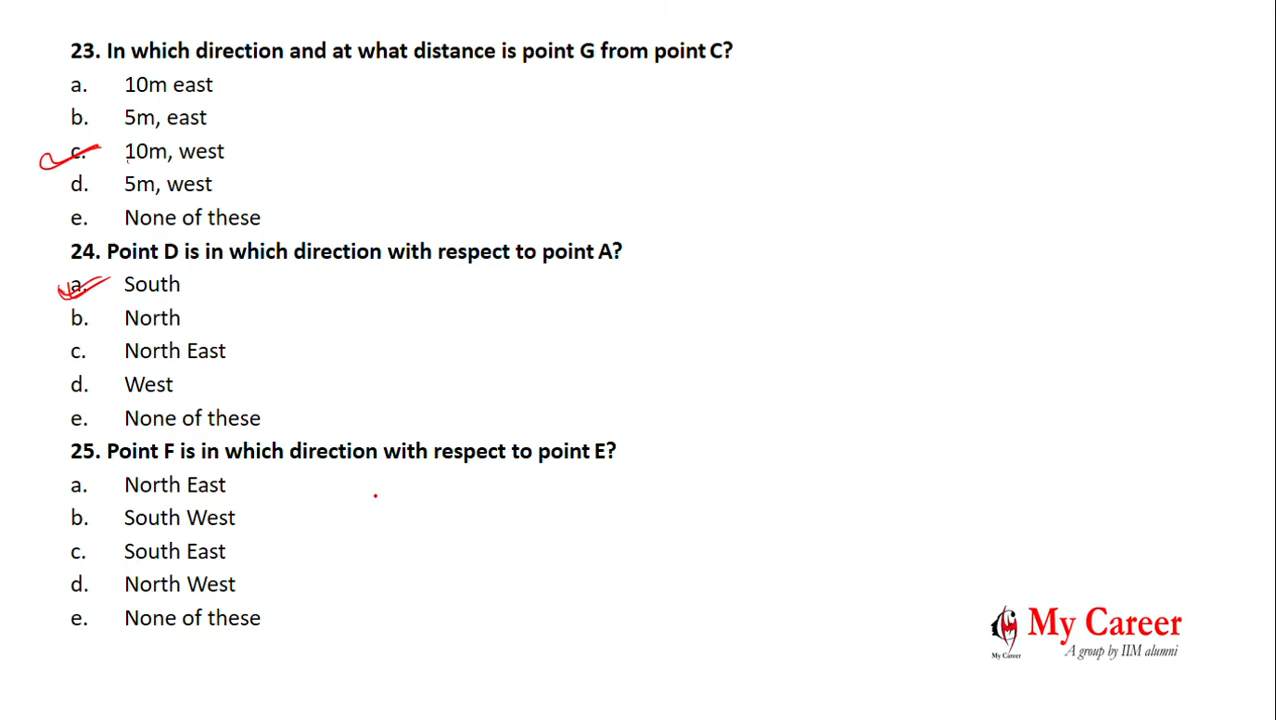 23. In which direction and at what distance is point G from point C?
a. 10m east
b. 5m, east
c. 10m, west
d. 5m, west
e. None of these
24. Point D is in which direction with respect to point A?
a. South
b. North
c. North East
d. West
e. None of these
25. Point F is in which direction with respect to point E?
a. North East
b. South West
c. South East
d. North West
e. None of these
My Career
A group by IIM alumni
My Career